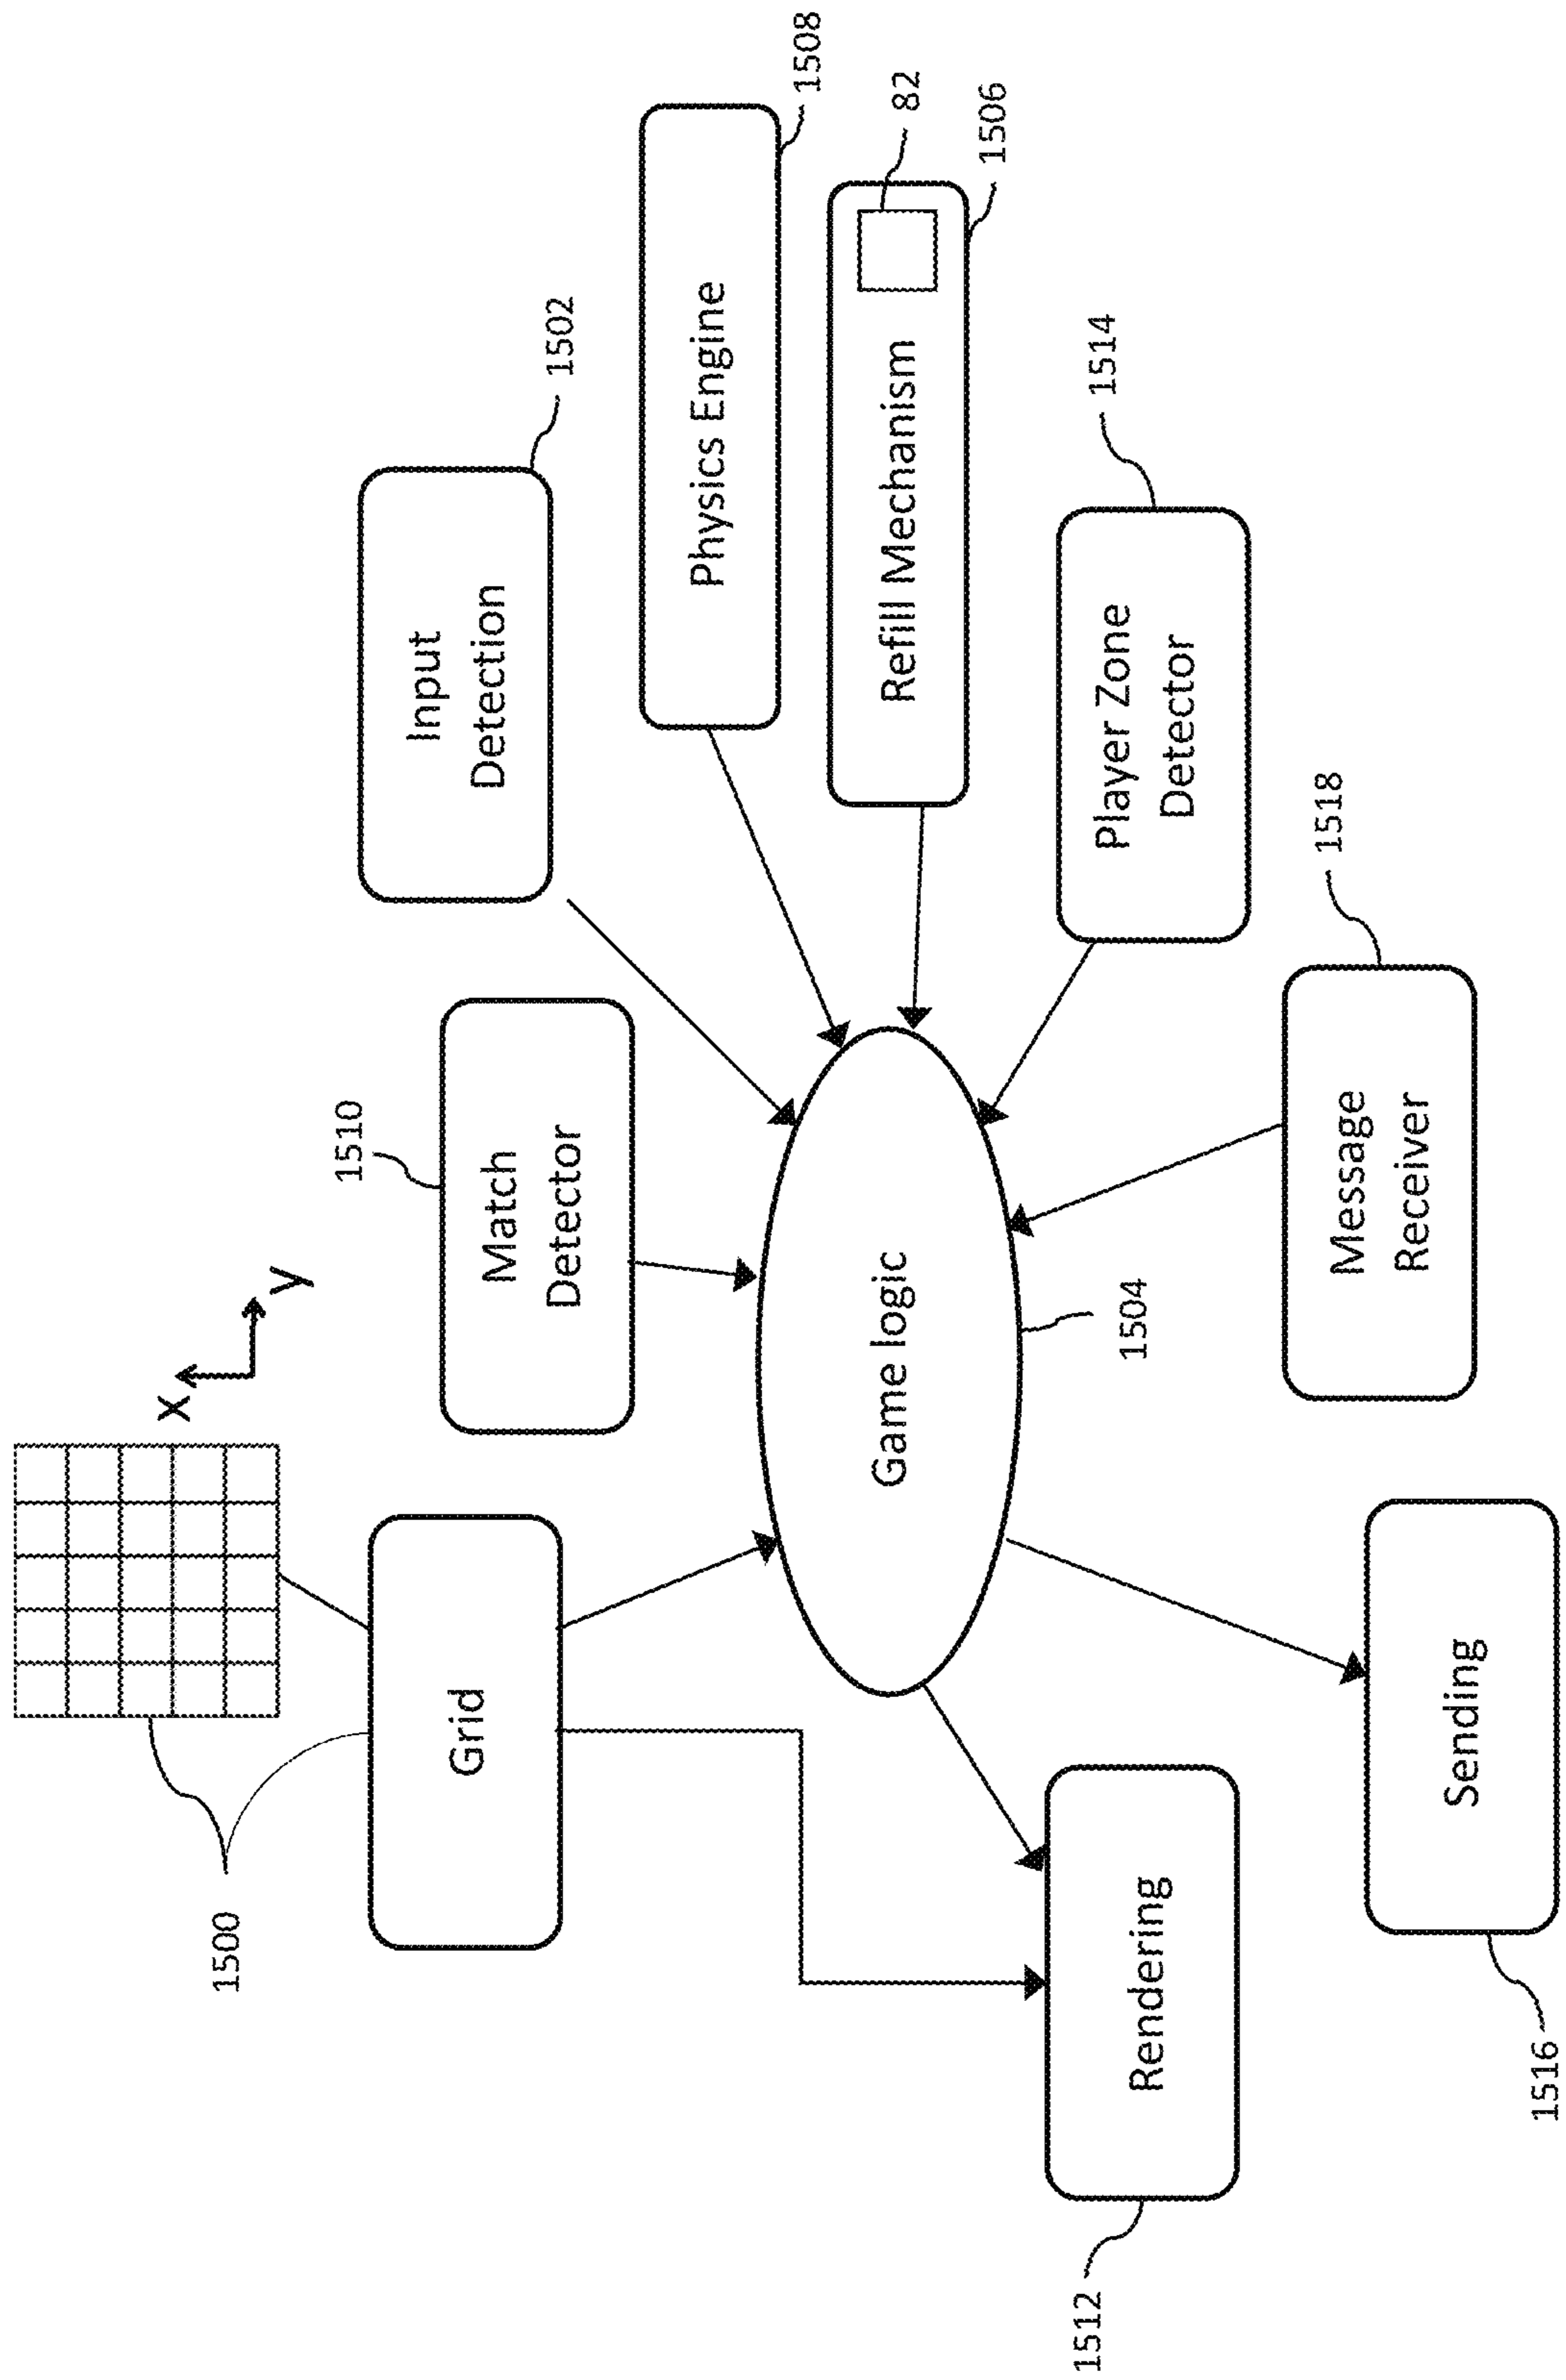 1500
x
y
Grid
1510
Match
Detector
Input
Detection
1502
Physics Engine
1508
Refill Mechanism
82
1506
Game logic
1504
Player Zone
Detector
1514
Message
Receiver
1518
Rendering
1512
Sending
1516